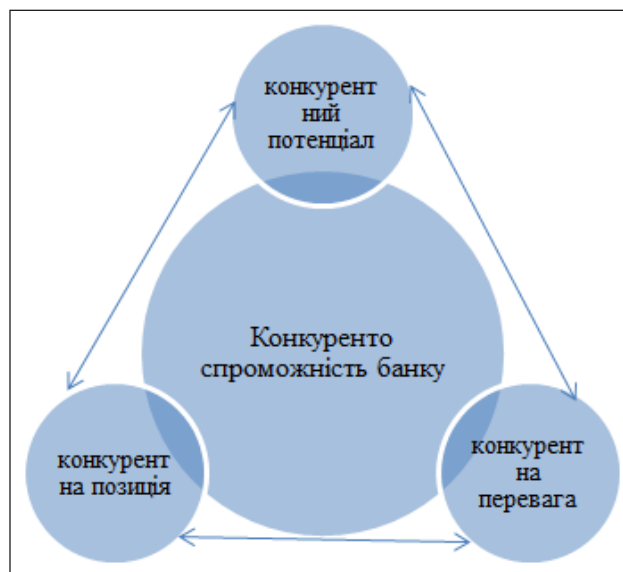 конкурент
ний
потенціал
Конкуренто
спроможність банку
конкурент
на позиція
конкурент
на
перевага